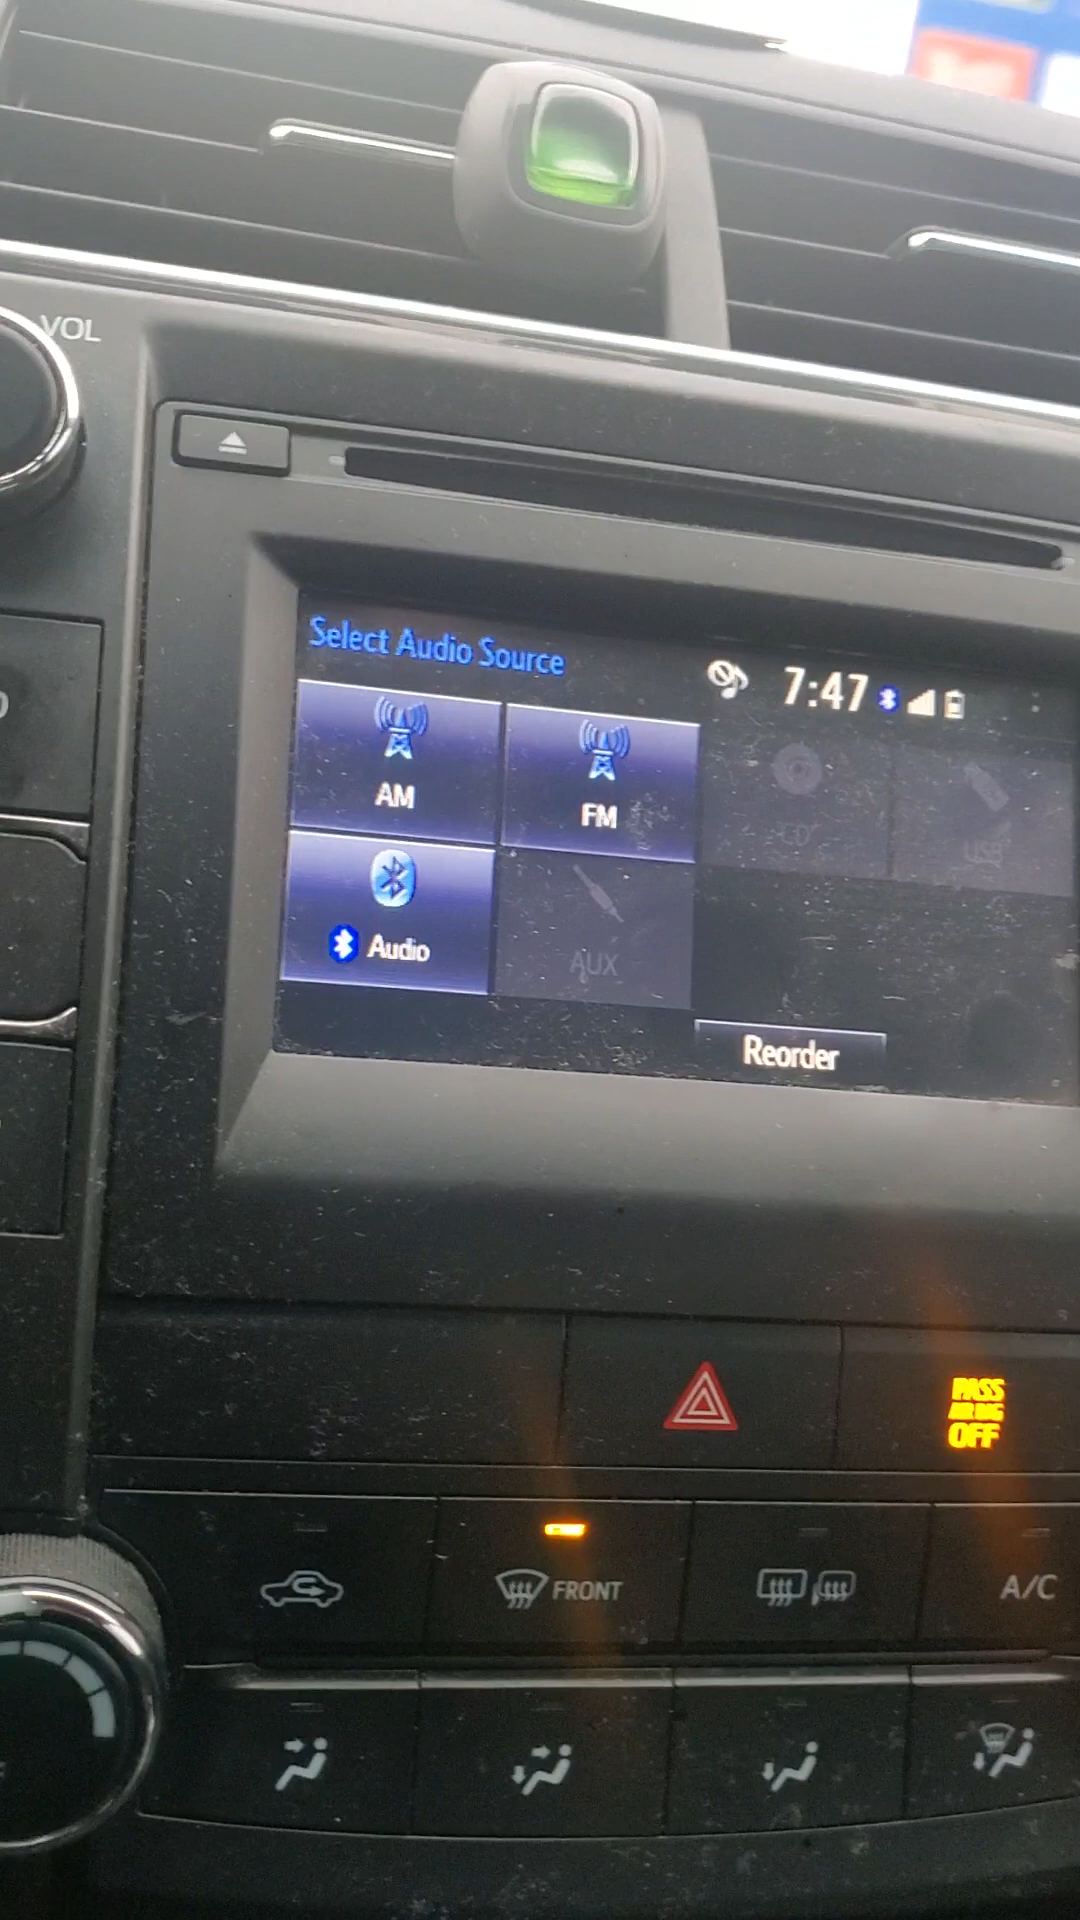 VOL
Select Audio Source
7:47
AM
FM
CD
USB
Audio
AUX
Reorder
PASS
AIR BAG
OFF
FRONT
A/C